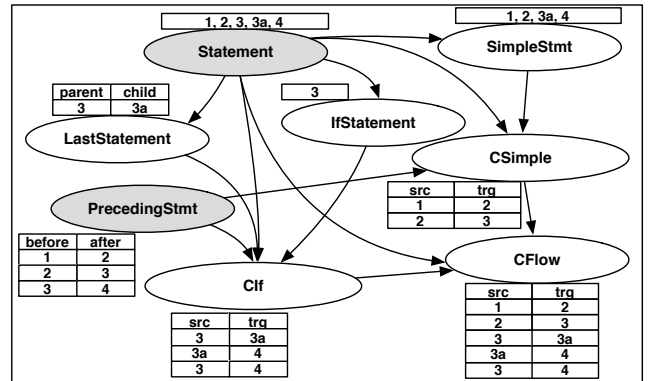 1, 2, 3, 3a, 4
Statement
1, 2, 3a, 4
SimpleStmt
parent child
3 3a
LastStatement
3
IfStatement
CSimple
src trg
1 2
2 3
PrecedingStmt
before after
1 2
2 3
3 4
CIf
src trg
3 3a
3a 4
3 4
CFlow
src trg
1 2
2 3
3 3a
3a 4
3 4